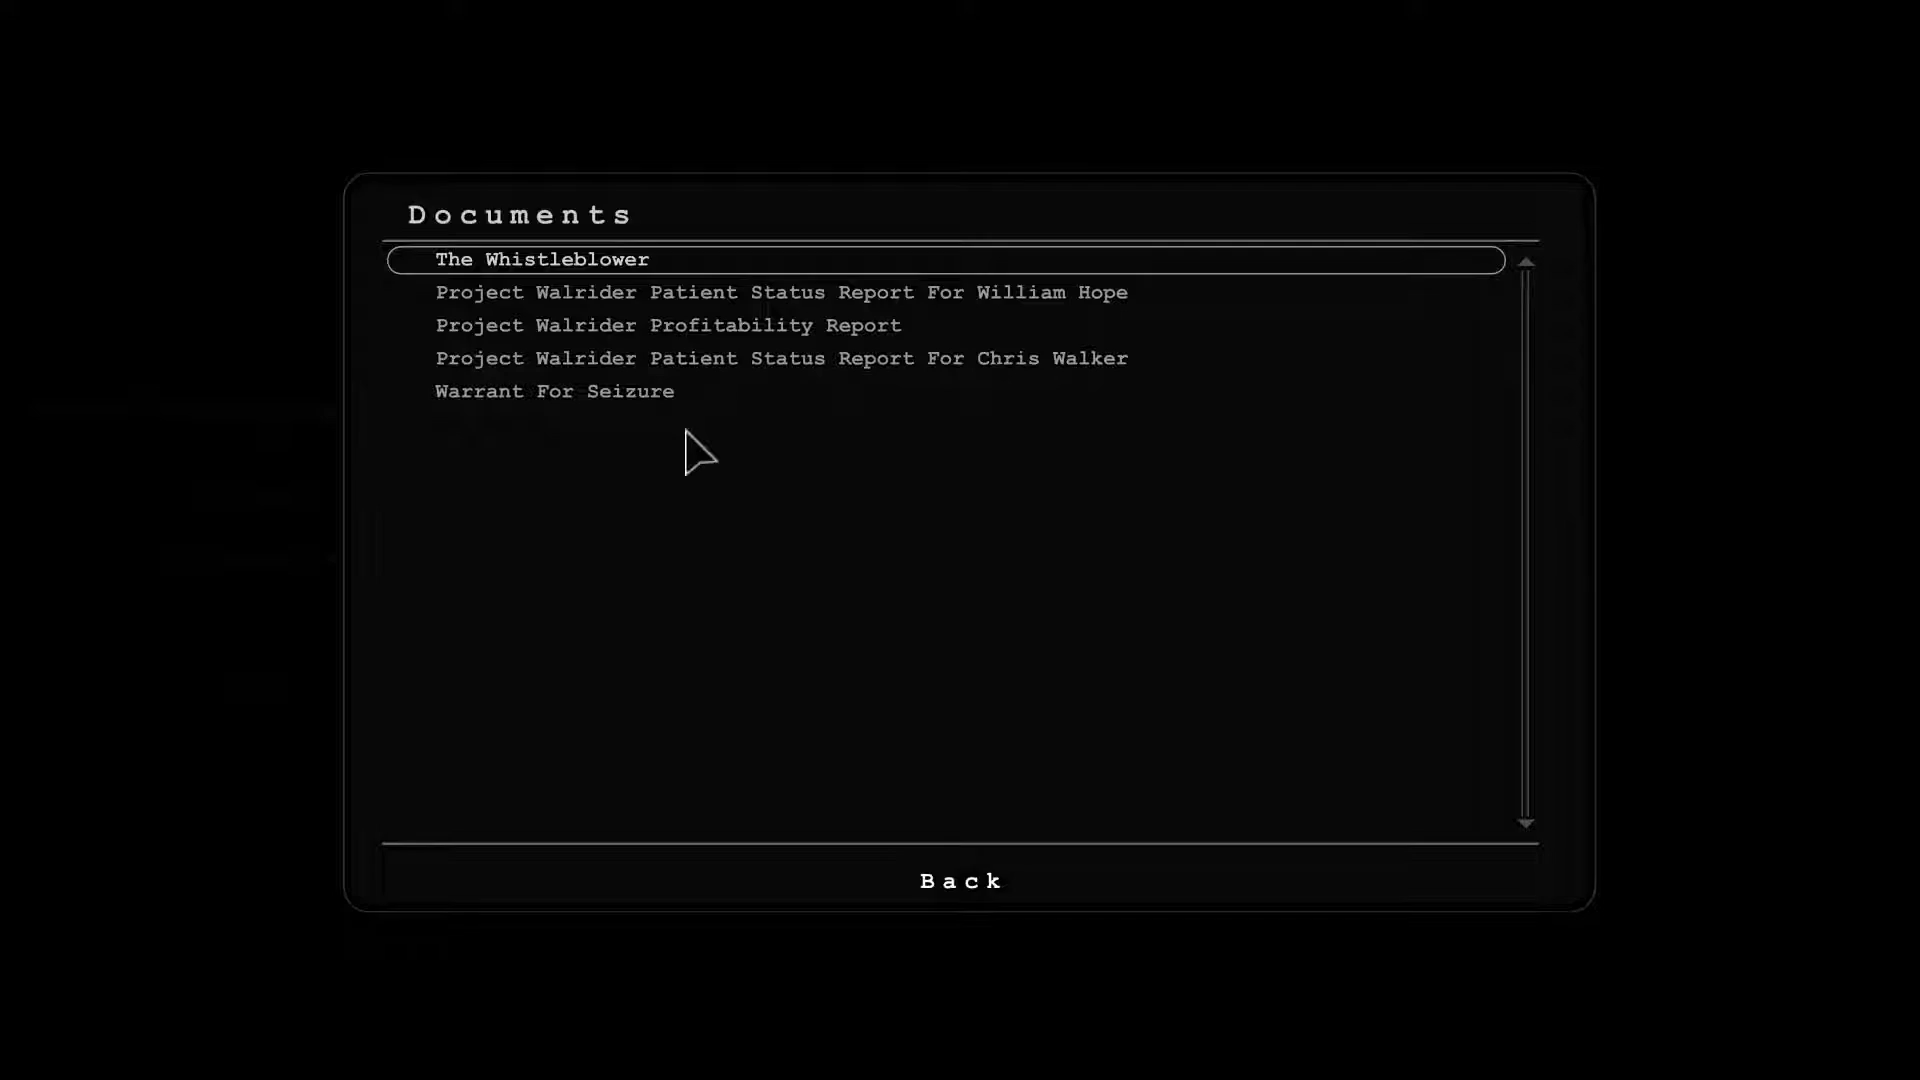 Documents
The Whistleblower
Project Walrider Patient Status Report For William Hope
Project Walrider Profitability Report
Project Walrider Patient Status Report For Chris Walker
Warrant For Seizure
Back